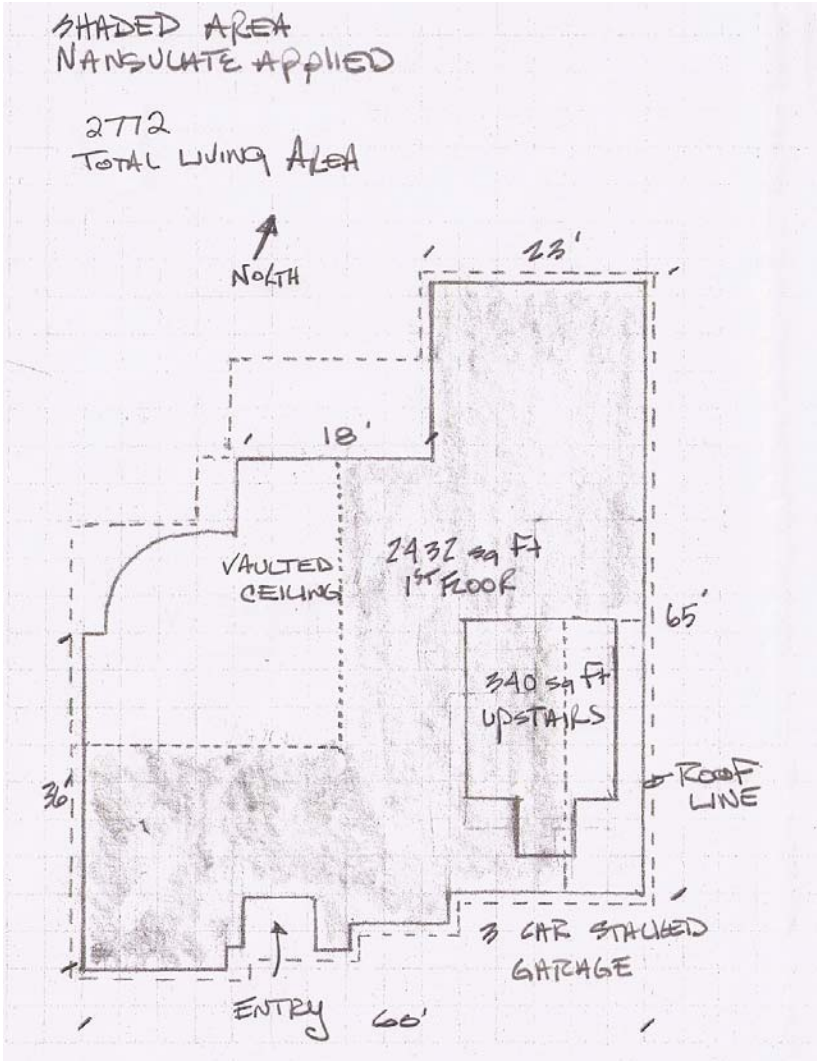 SHADED AREA
NANSULATE APPLIED
2772
TOTAL LIVING AREA
NORTH
23'
18'
VAULTED
CEILING
2432 sq Ft
1ST FLOOR
65'
340 sq Ft
UPSTAIRS
36'
ROOF
LINE
3 CAR STALLED
GARAGE
ENTRY
60'